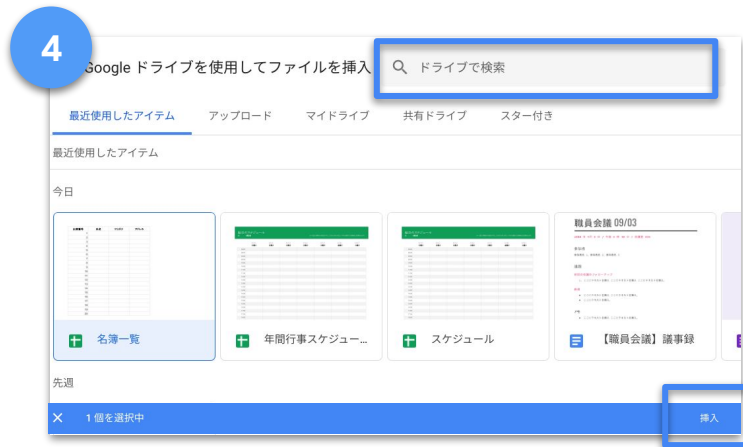 4
Google ドライブを使用してファイルを挿入
ドライブで検索
最近使用したアイテム アップロード マイドライブ 共有ドライブ スター付き
最近使用したアイテム
今日
職員会議 09/03
名簿一覧
年間行事スケジュー...
スケジュール
【職員会議】議事録
先週
1 個を選択中
挿入